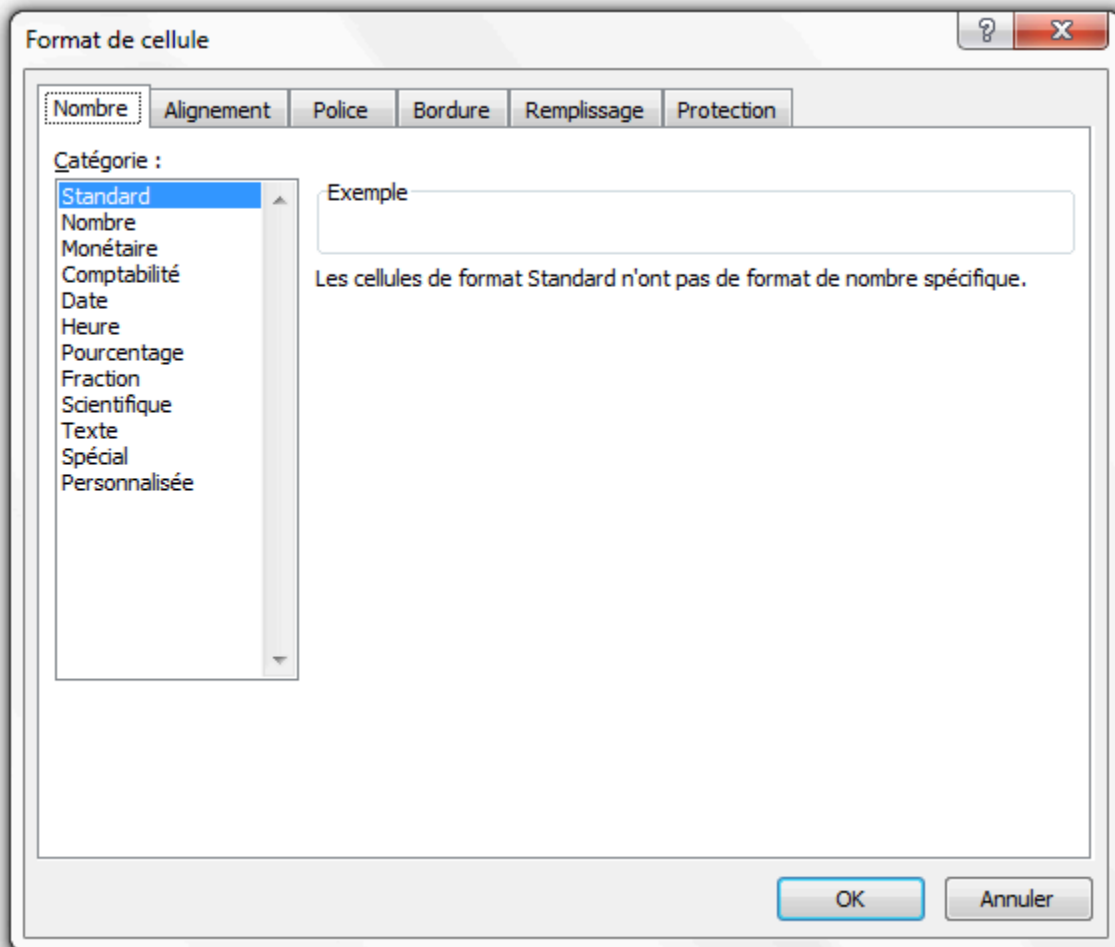 Format de cellule
Nombre Alignement Police Bordure Remplissage Protection
Catégorie :
Standard
Nombre
Monétaire
Comptabilité
Date
Heure
Pourcentage
Fraction
Scientifique
Texte
Spécial
Personnalisée
Exemple
Les cellules de format Standard n'ont pas de format de nombre spécifique.
OK Annuler